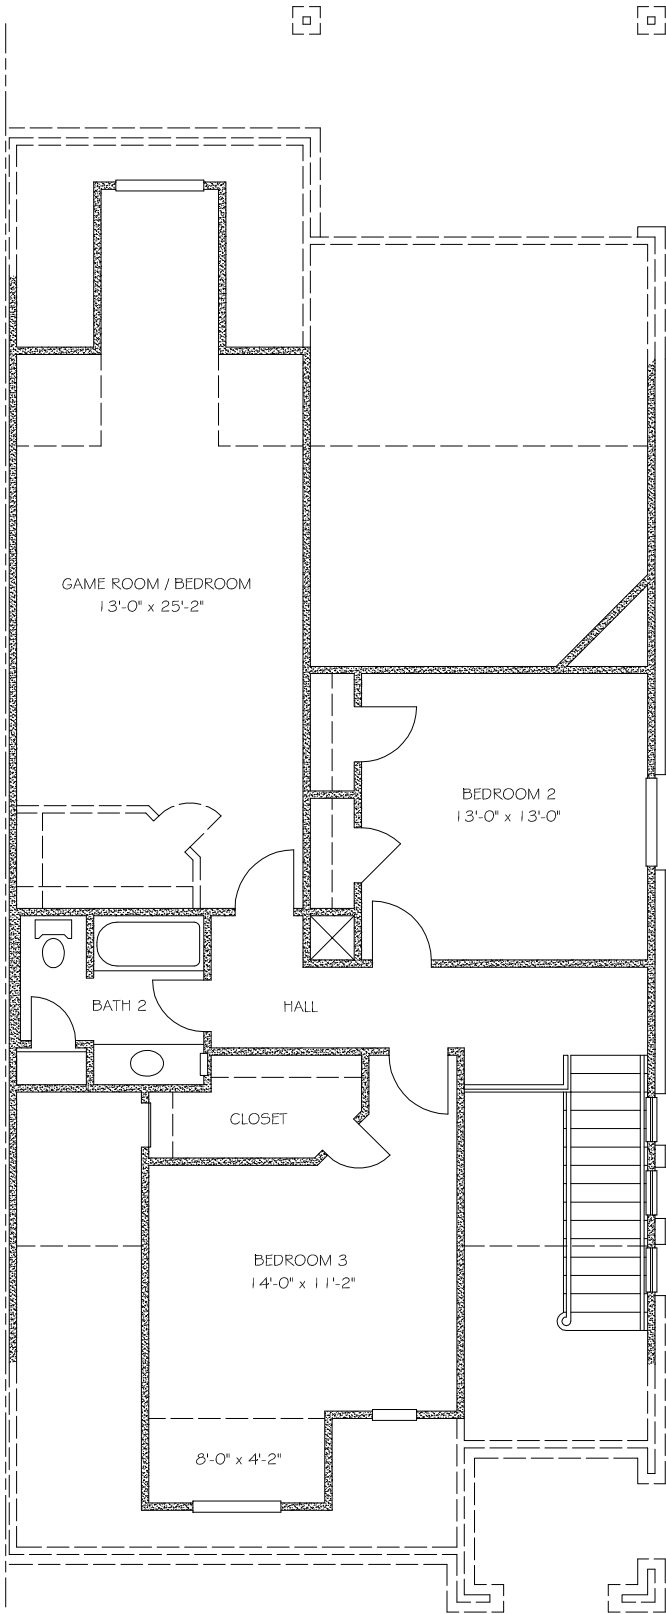 GAME ROOM / BEDROOM
13'-0" x 25'-2"
BEDROOM 2
13'-0" x 13'-0"
BATH 2
HALL
CLOSET
BEDROOM 3
14'-0" x 11'-2"
8'-0" x 4'-2"